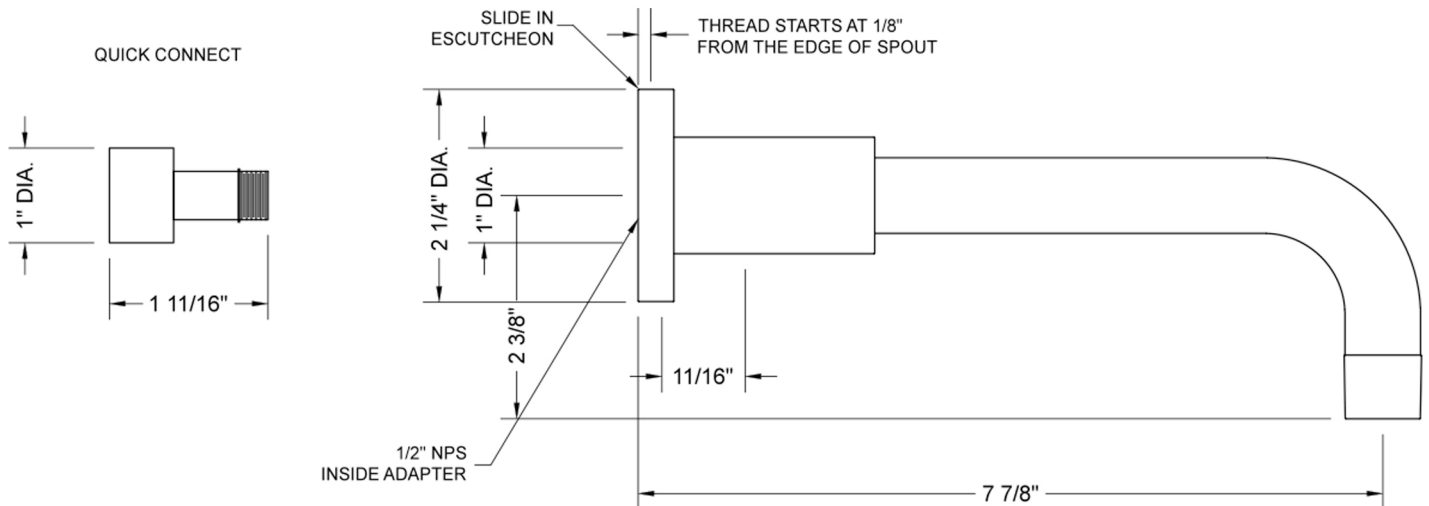 QUICK CONNECT
1" DIA.
1 11/16"
SLIDE IN
ESCUTCHEON
THREAD STARTS AT 1/8"
FROM THE EDGE OF SPOUT
2 1/4" DIA.
1" DIA.
2 3/8"
11/16"
1/2" NPS
INSIDE ADAPTER
7 7/8"